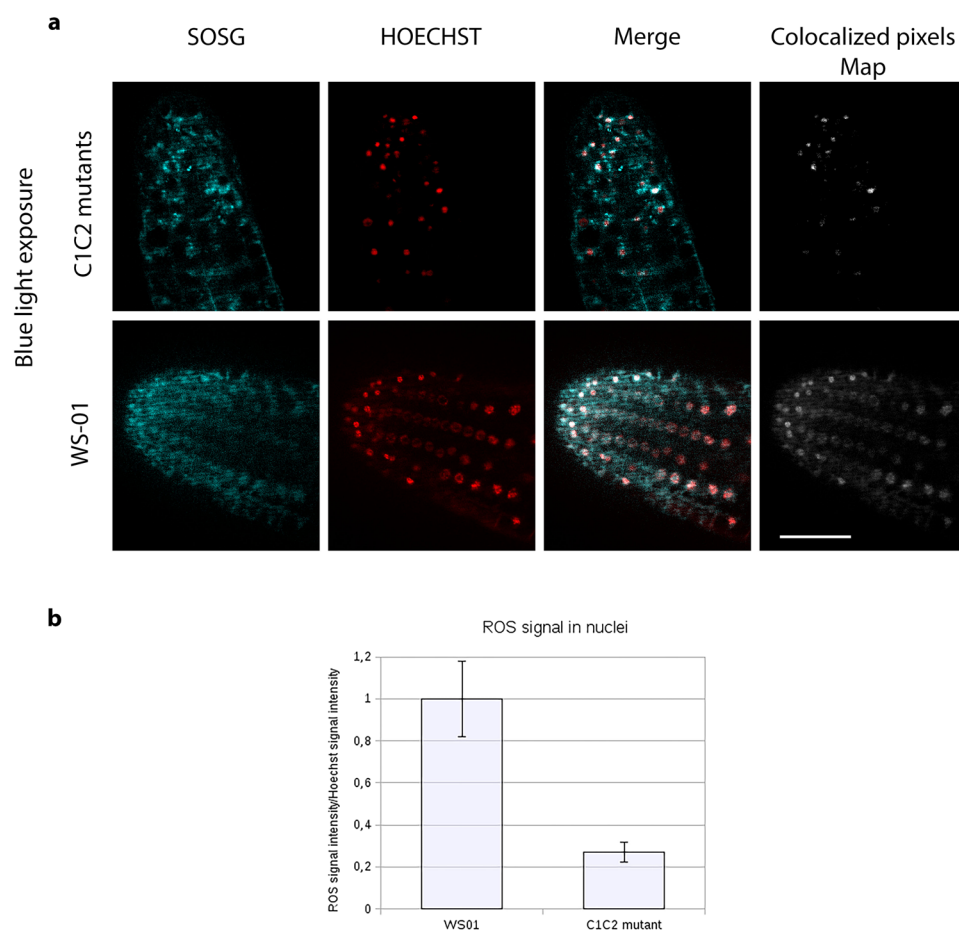 a
SOSG
HOECHST
Merge
Colocalized pixels
Map
Blue light exposure
C1C2 mutants
WS-01
b
ROS signal in nuclei
ROS signal intensity/Hoechst signal intensity
1,2
1
0,8
0,6
0,4
0,2
0
WS01
C1C2 mutant